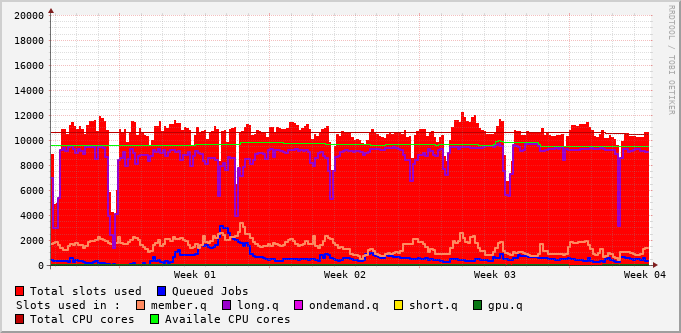 RRDTOOL / TOBI OETIKER
20000
18000
16000
14000
12000
10000
8000
6000
4000
2000
0
Week 01 Week 02 Week 03 Week 04
Total slots used Queued Jobs
Slots used in : member.q long.q ondemand.q short.q gpu.q
Total CPU cores Availale CPU cores